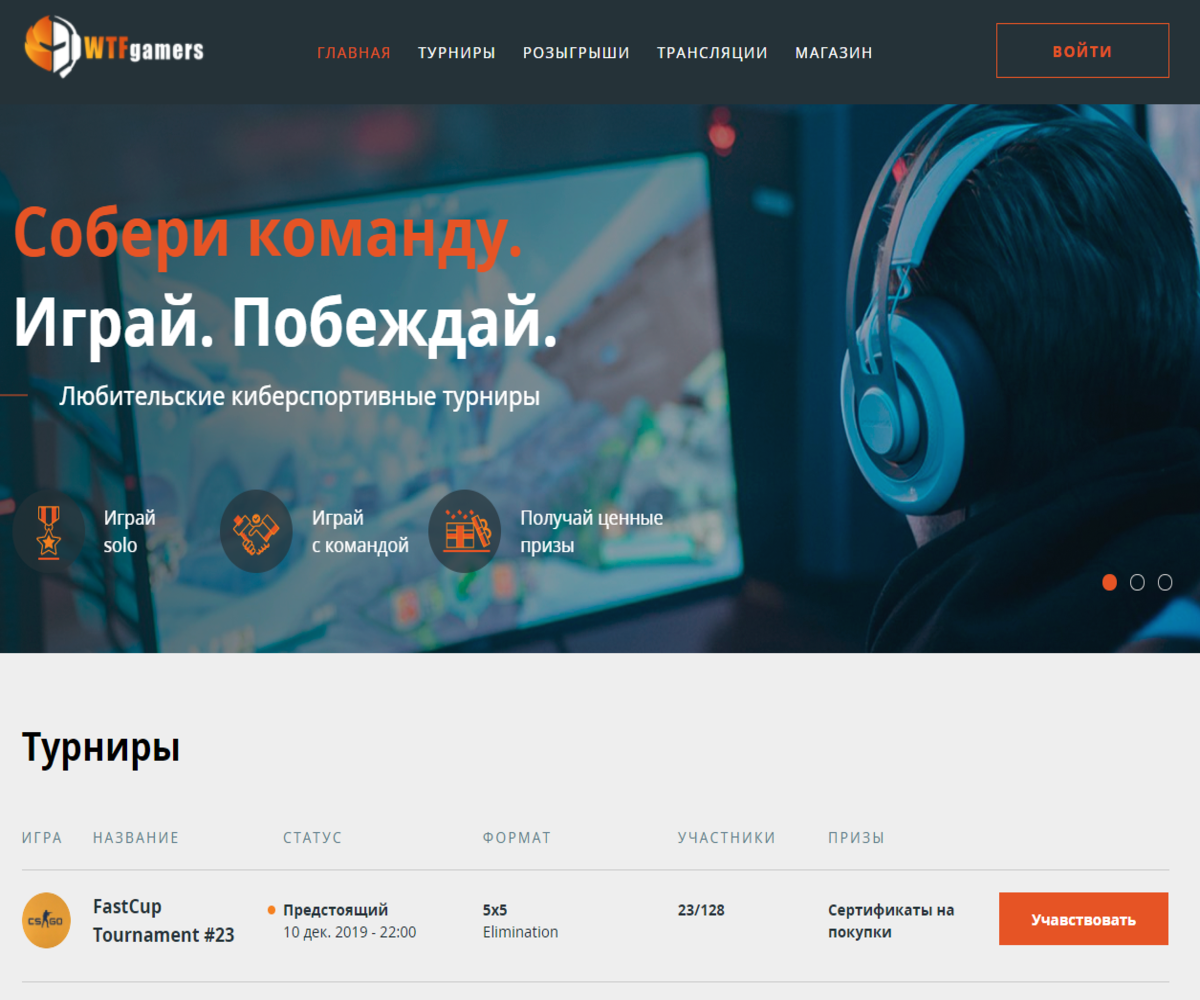 WTFgamers
ГЛАВНАЯ ТУРНИРЫ РОЗЫГРЫШИ ТРАНСЛЯЦИИ МАГАЗИН
ВОЙТИ
Собери команду.
Играй. Побеждай.
Любительские киберспортивные турниры
Играй
solo
Играй
с командой
Получай ценные
призы
Турниры
ИГРА НАЗВАНИЕ СТАТУС ФОРМАТ УЧАСТНИКИ ПРИЗЫ
CS GO
FastCup
Tournament #23
Предстоящий
10 дек. 2019 - 22:00
5x5
Elimination
23/128
Сертификаты на
покупки
Учавствовать